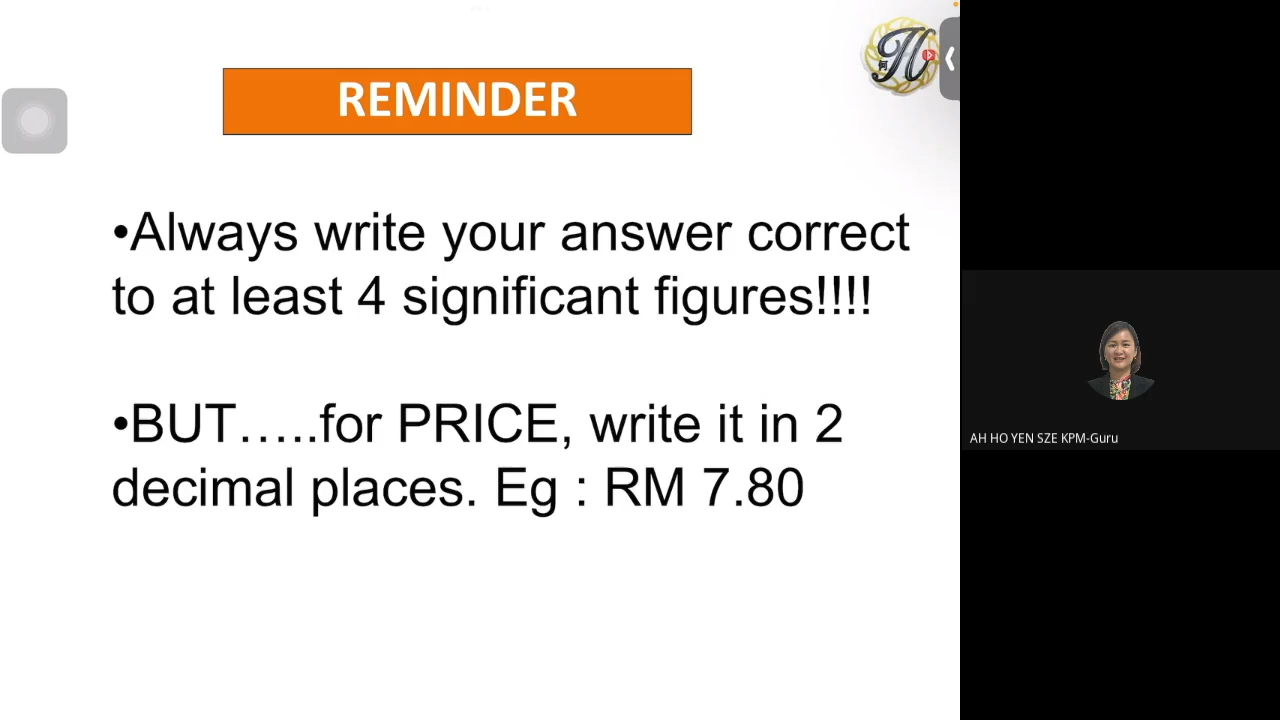 REMINDER
•Always write your answer correct
to at least 4 significant figures!!!!
•BUT…..for PRICE, write it in 2
decimal places. Eg : RM 7.80
AH HO YEN SZE KPM-Guru